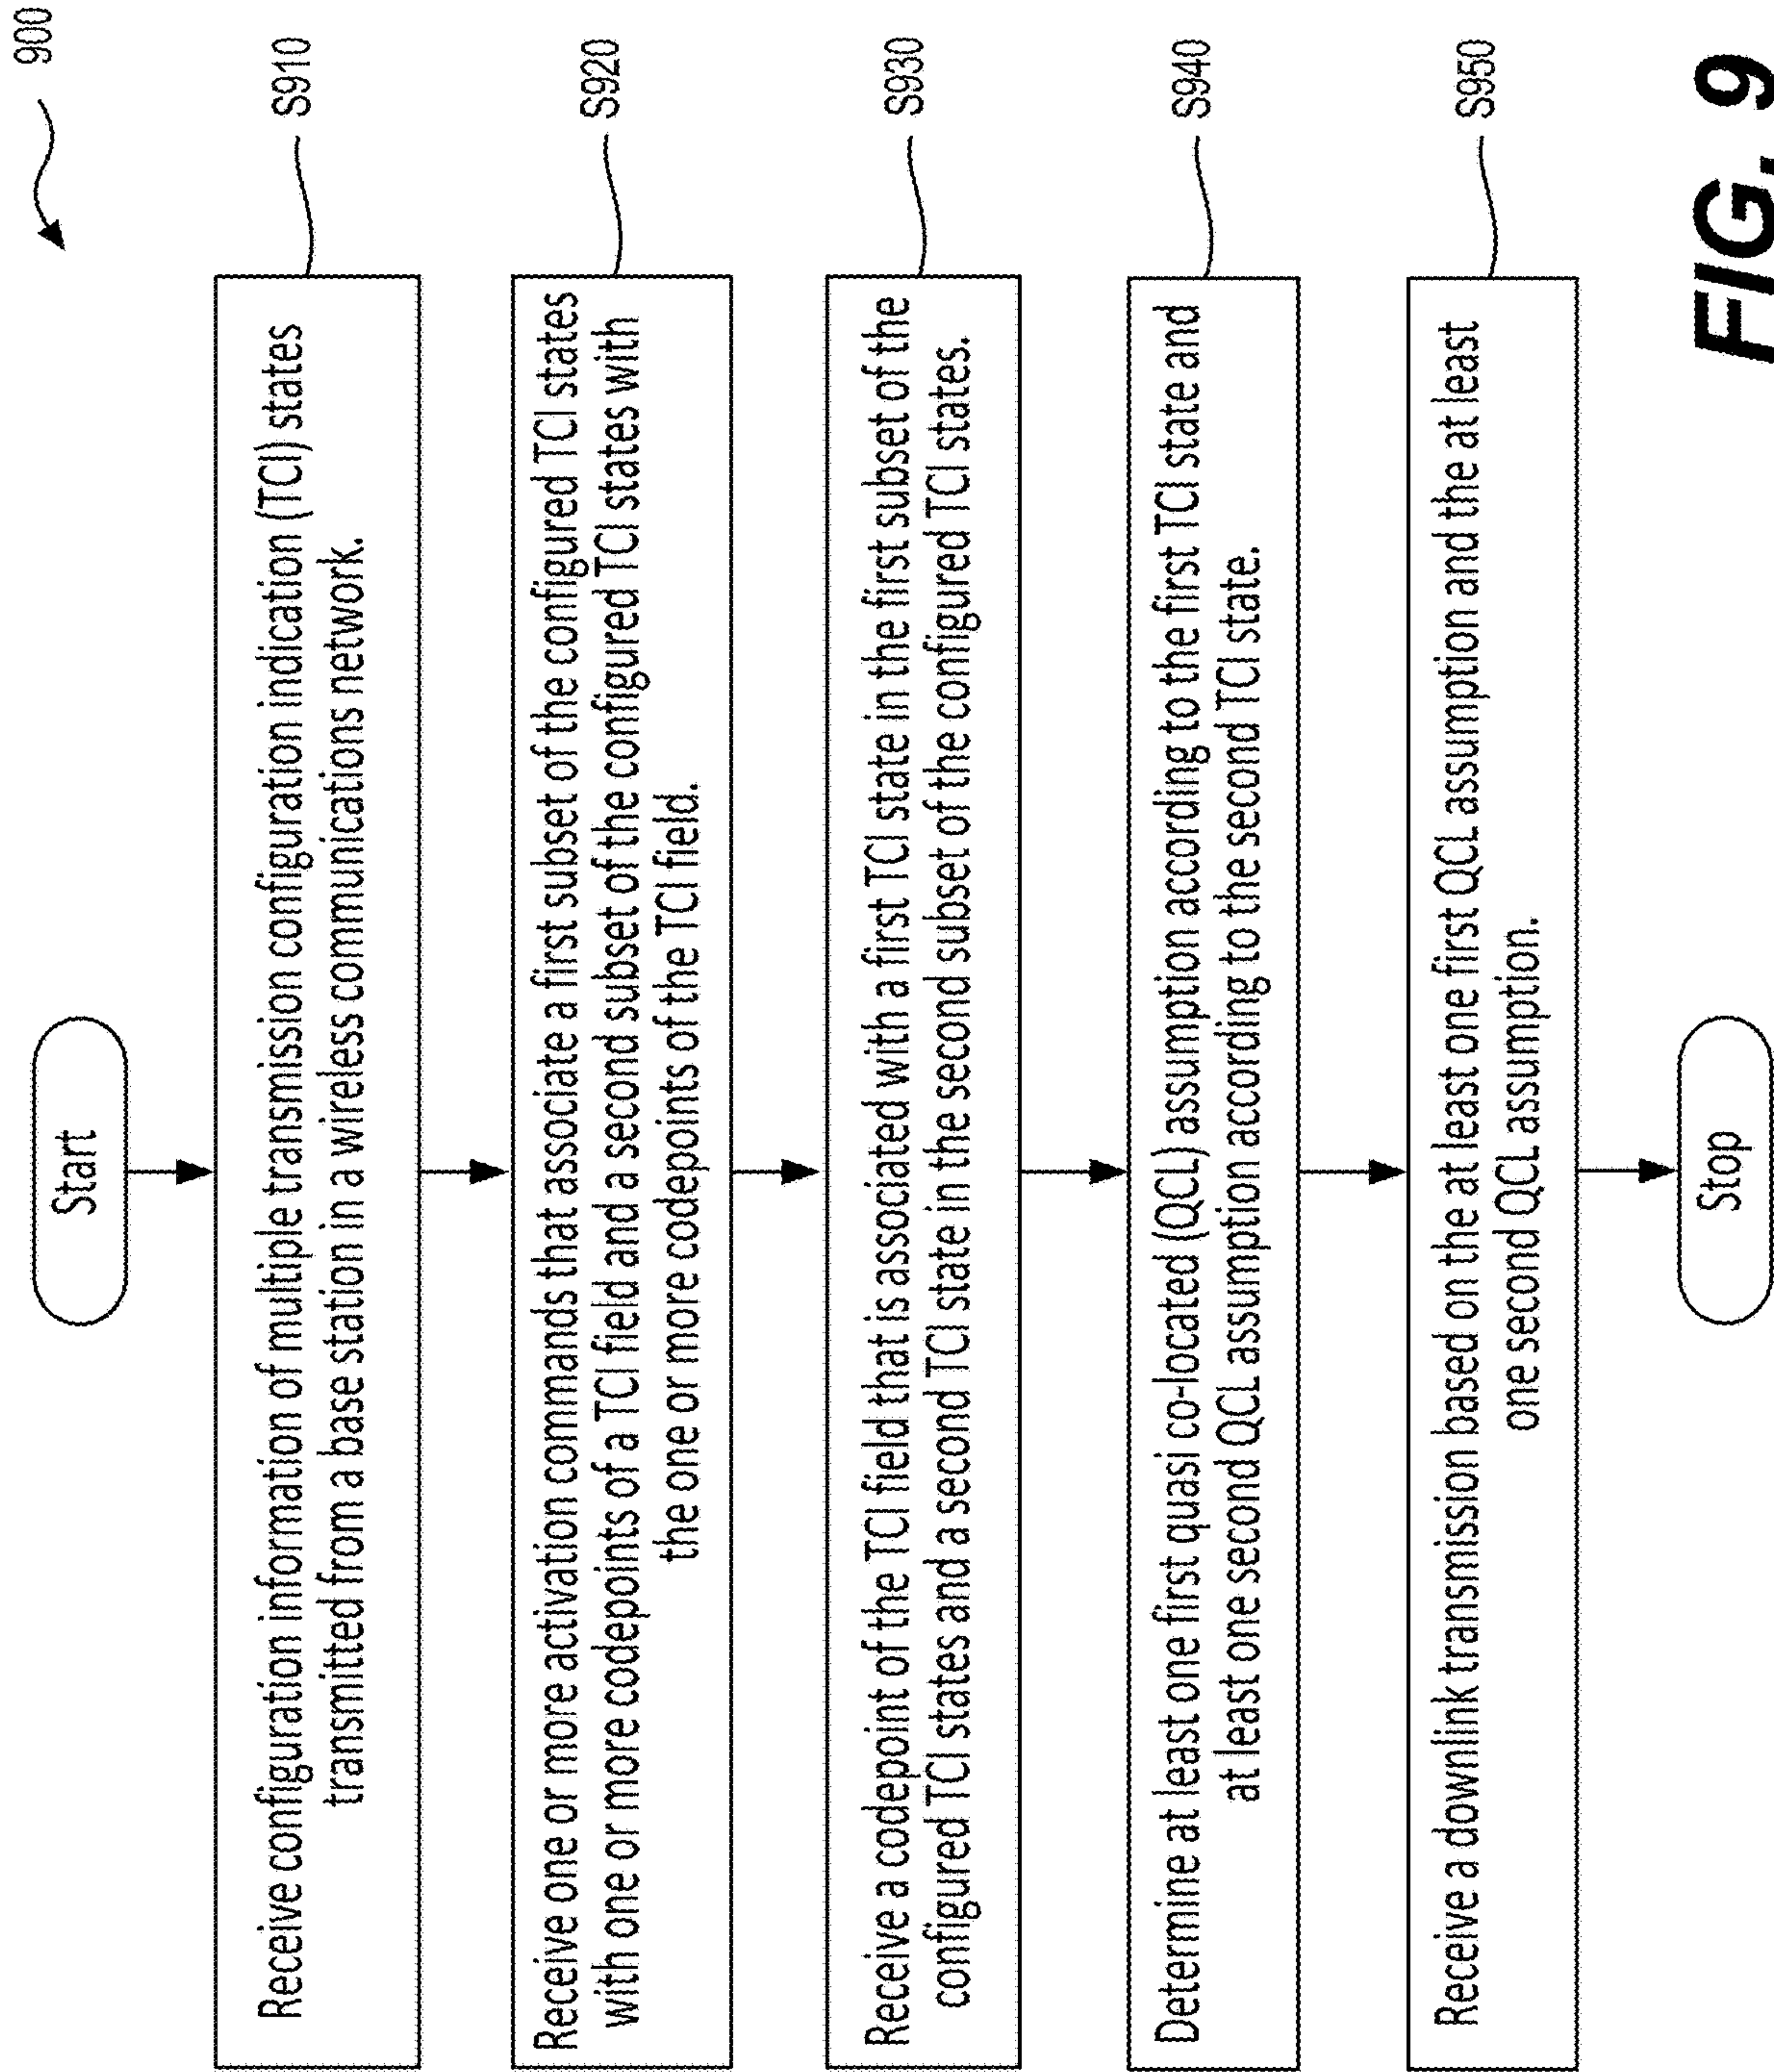 900
Start
Receive configuration information of multiple transmission configuration indication (TCI) states
transmitted from a base station in a wireless communications network.
S910
Receive one or more activation commands that associate a first subset of the configured TCI states
with one or more codepoints of a TCI field and a second subset of the configured TCI states with
the one or more codepoints of the TCI field.
S920
Receive a codepoint of the TCI field that is associated with a first TCI state in the first subset of the
configured TCI states and a second TCI state in the second subset of the configured TCI states.
S930
Determine at least one first quasi co-located (QCL) assumption according to the first TCI state and
at least one second QCL assumption according to the second TCI state.
S940
Receive a downlink transmission based on the at least one first QCL assumption and the at least
one second QCL assumption.
S950
Stop
FIG. 9